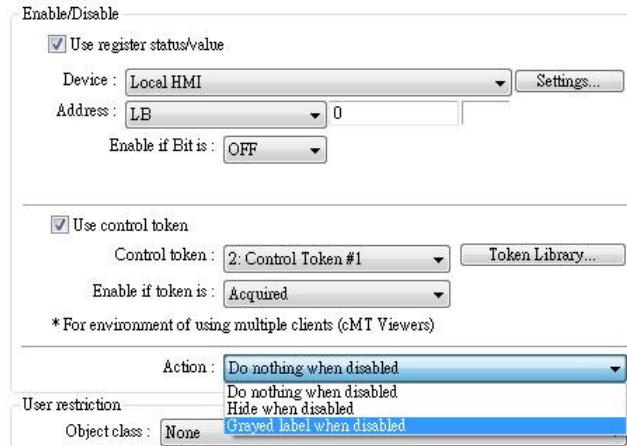 Enable/Disable
Use register status/value
Device : Local HMI Settings...
Address : LB 0
Enable if Bit is : OFF
Use control token
Control token : 2: Control Token #1 Token Library...
Enable if token is : Acquired
* For environment of using multiple clients (cMT Viewers)
Action : Do nothing when disabled
Do nothing when disabled
Hide when disabled
Grayed label when disabled
User restriction
Object class : None